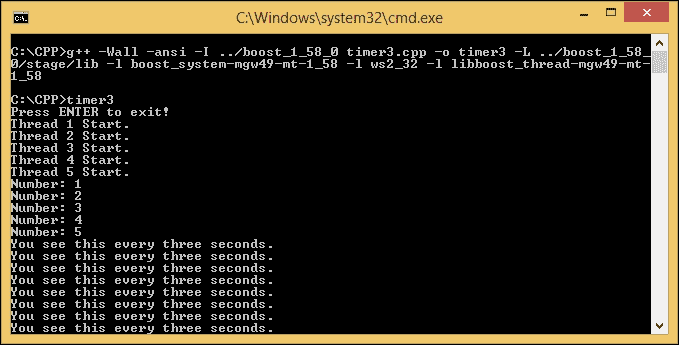 C:\Windows\system32\cmd.exe
C:\CPP>g++ -Wall -ansi -I ../boost_1_58_0 timer3.cpp -o timer3 -L ../boost_1_58_
0/stage/lib -l boost_system-mgw49-mt-1_58 -l ws2_32 -l libboost_thread-mgw49-mt-
1_58
C:\CPP>timer3
Press ENTER to exit!
Thread 1 Start.
Thread 2 Start.
Thread 3 Start.
Thread 4 Start.
Thread 5 Start.
Number: 1
Number: 2
Number: 3
Number: 4
Number: 5
You see this every three seconds.
You see this every three seconds.
You see this every three seconds.
You see this every three seconds.
You see this every three seconds.
You see this every three seconds.
You see this every three seconds.
You see this every three seconds.